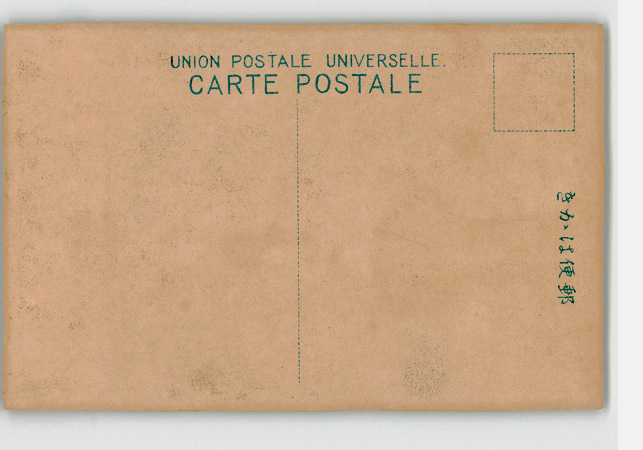 UNION POSTALE UNIVERSELLE.
CARTE POSTALE
きかは便郵